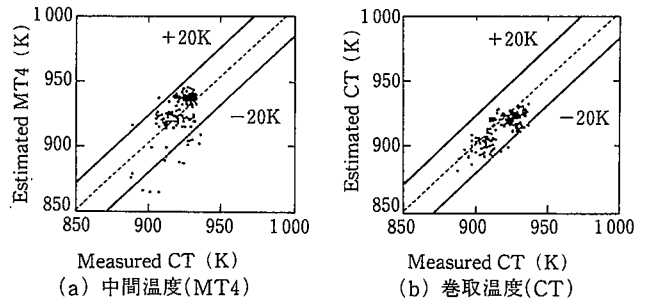 1 000
950
900
850
850
900
950
1 000
+20K
−20K
Estimated MT4 (K)
Measured CT (K)
(a) 中間温度(MT4)
1 000
950
900
850
850
900
950
1 000
+20K
−20K
Estimated CT (K)
Measured CT (K)
(b) 巻取温度(CT)